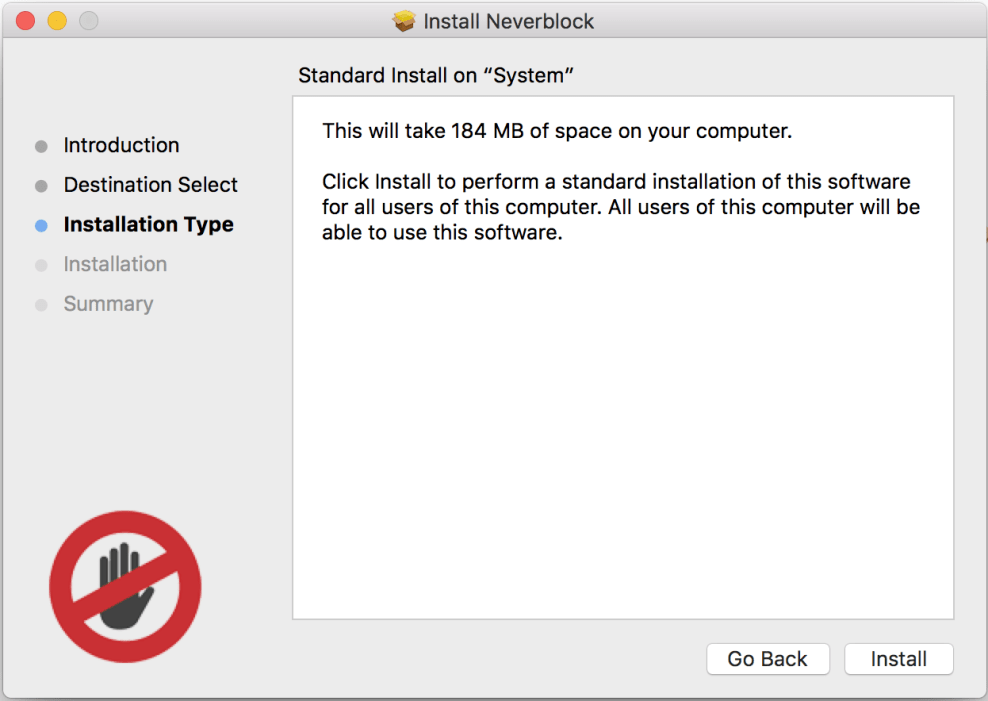 Install Neverblock
Standard Install on “System”
Introduction
Destination Select
Installation Type
Installation
Summary
This will take 184 MB of space on your computer.
Click Install to perform a standard installation of this software
for all users of this computer. All users of this computer will be
able to use this software.
Go Back
Install